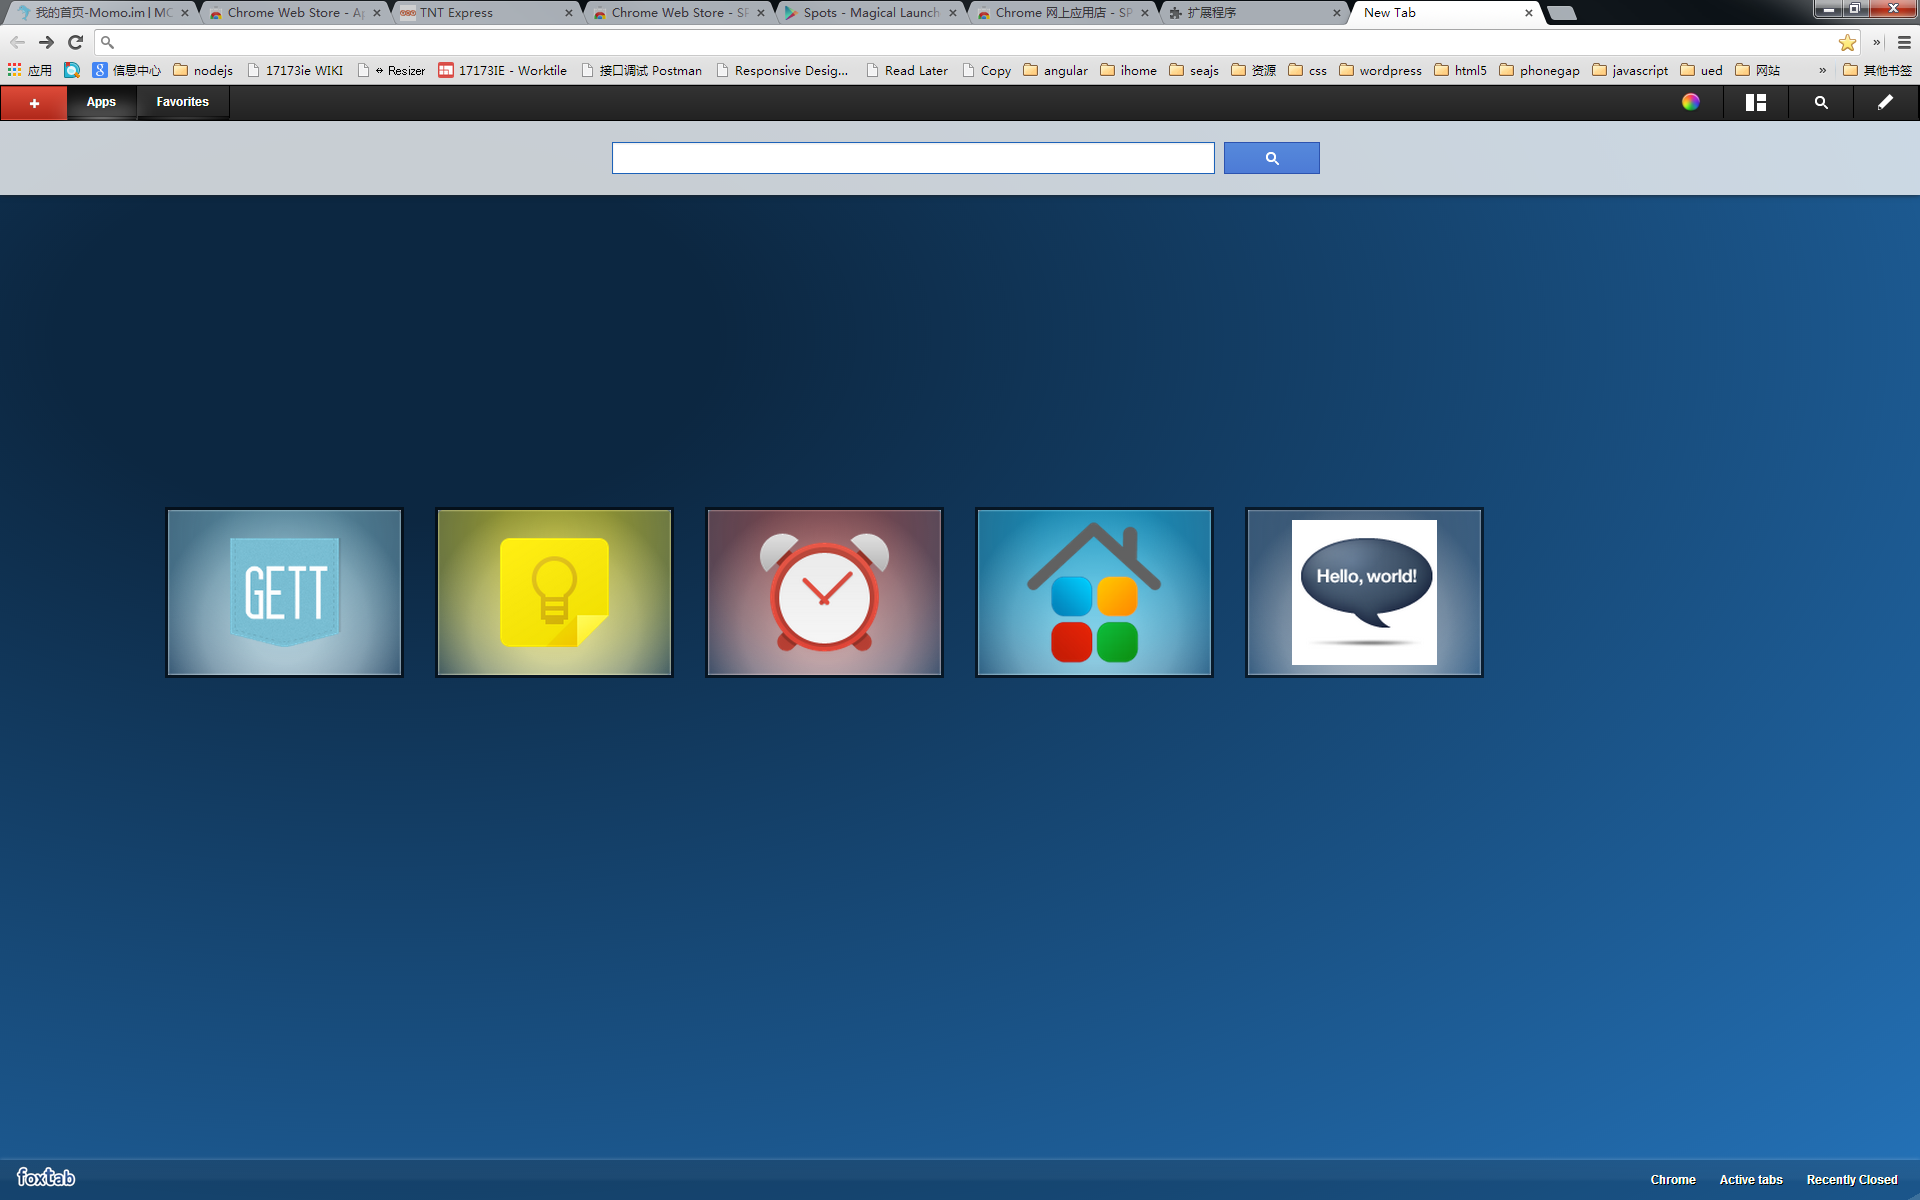 我的首页-Momo.im | MO
Chrome Web Store - Ap
TNT Express
Chrome Web Store - SP
Spots - Magical Launch
Chrome 网上应用店 - SP
扩展程序
New Tab
应用
信息中心
nodejs
17173ie WIKI
↔ Resizer
17173IE - Worktile
接口调试 Postman
Responsive Desig...
Read Later
Copy
angular
ihome
seajs
资源
css
wordpress
html5
phonegap
javascript
ued
网站
»
其他书签
+
Apps
Favorites
GETT
Hello, world!
foxtab
Chrome
Active tabs
Recently Closed